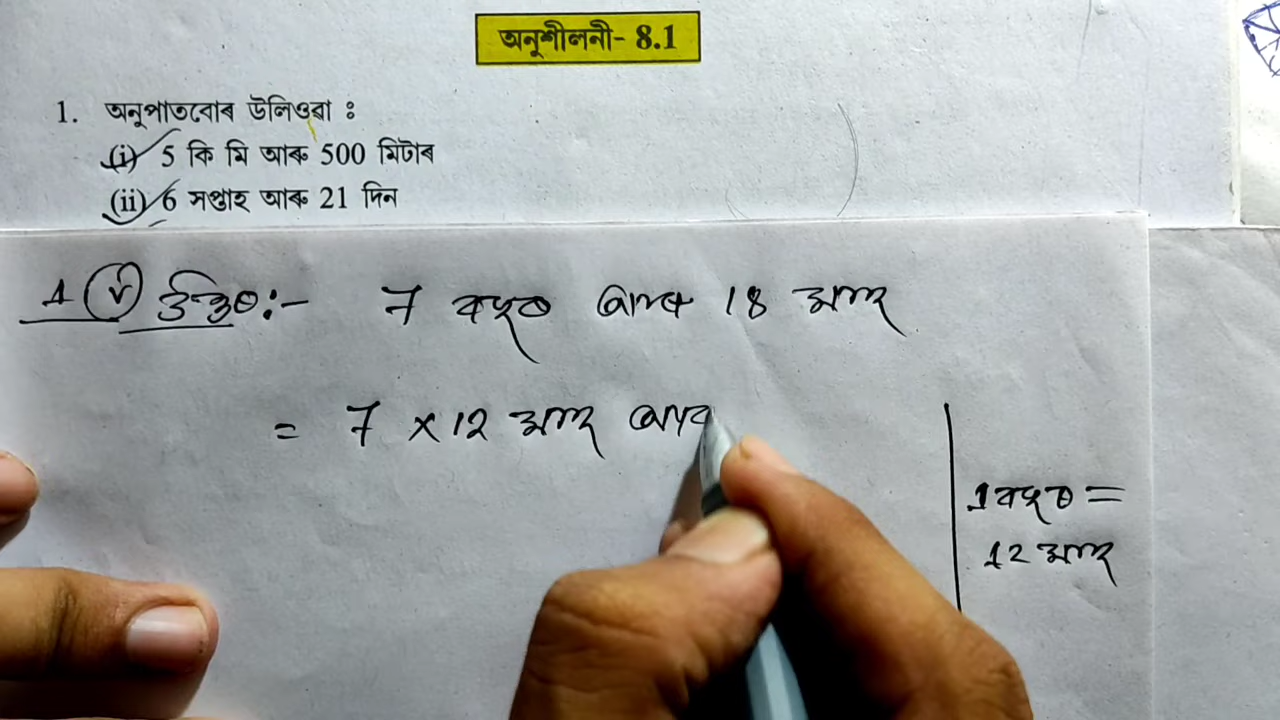 অনুশীলনী- 8.1
1. অনুপাতবোৰ উলিওৱা ঃ
(i) 5 কি মি আৰু 500 মিটাৰ
(ii) 6 সপ্তাহ আৰু 21 দিন
1 (v) উত্তৰ:- 7 বছৰ আৰু 18 মাহ
= 7 × 12 মাহ আৰু
1 বছৰ =
12 মাহ